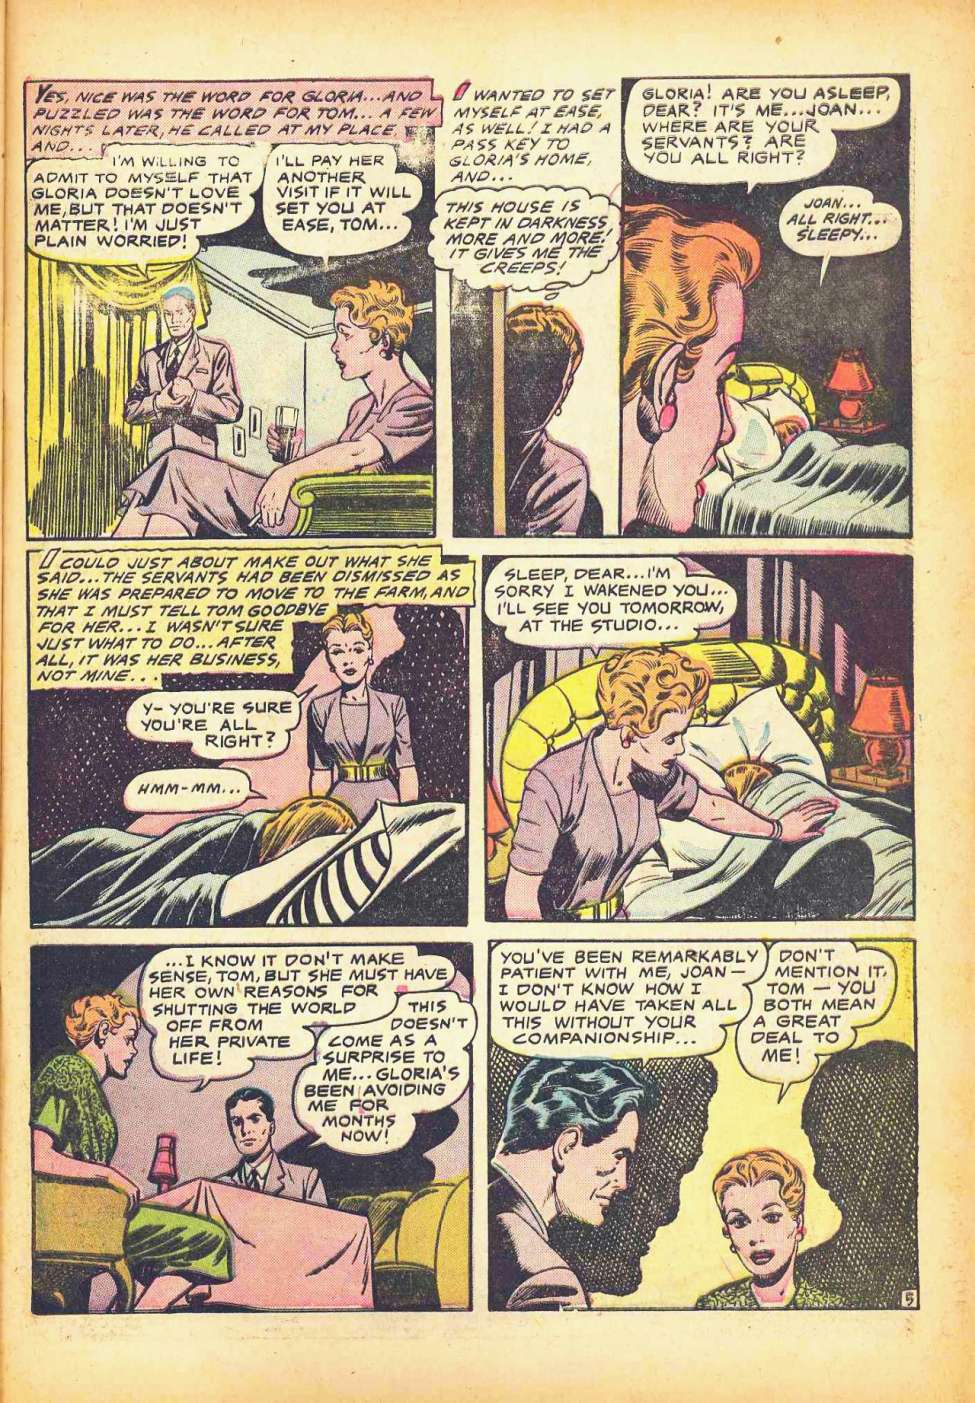 YES, NICE WAS THE WORD FOR GLORIA...AND
PUZZLED WAS THE WORD FOR TOM... A FEW
NIGHTS LATER, HE CALLED AT MY PLACE,
AND...
I'M WILLING TO
ADMIT TO MYSELF THAT
GLORIA DOESN'T LOVE
ME, BUT THAT DOESN'T
MATTER! I'M JUST
PLAIN WORRIED!
I'LL PAY HER
ANOTHER
VISIT IF IT WILL
SET YOU AT
EASE, TOM...
I WANTED TO SET
MYSELF AT EASE,
AS WELL! I HAD A
PASS KEY TO
GLORIA'S HOME,
AND...
THIS HOUSE IS
KEPT IN DARKNESS
MORE AND MORE!
IT GIVES ME THE
CREEPS!
GLORIA! ARE YOU ASLEEP,
DEAR? IT'S ME...JOAN...
WHERE ARE YOUR
SERVANTS? ARE
YOU ALL RIGHT?
JOAN...
ALL RIGHT...
SLEEPY...
I COULD JUST ABOUT MAKE OUT WHAT SHE
SAID...THE SERVANTS HAD BEEN DISMISSED AS
SHE WAS PREPARED TO MOVE TO THE FARM, AND
THAT I MUST TELL TOM GOODBYE
FOR HER...I WASN'T SURE
JUST WHAT TO DO...AFTER
ALL, IT WAS HER BUSINESS,
NOT MINE...
Y-YOU'RE SURE
YOU'RE ALL
RIGHT?
HMM-MM...
SLEEP, DEAR...I'M
SORRY I WAKENED YOU...
I'LL SEE YOU TOMORROW,
AT THE STUDIO...
...I KNOW IT DON'T MAKE
SENSE, TOM, BUT SHE MUST HAVE
HER OWN REASONS FOR
SHUTTING THE WORLD
OFF FROM
HER PRIVATE
LIFE!
THIS
DOESN'T
COME AS A
SURPRISE TO
ME...GLORIA'S
BEEN AVOIDING
ME FOR
MONTHS
NOW!
YOU'VE BEEN REMARKABLY
PATIENT WITH ME, JOAN—
I DON'T KNOW HOW I
WOULD HAVE TAKEN ALL
THIS WITHOUT YOUR
COMPANIONSHIP...
DON'T
MENTION IT,
TOM—YOU
BOTH MEAN
A GREAT
DEAL TO
ME!
5